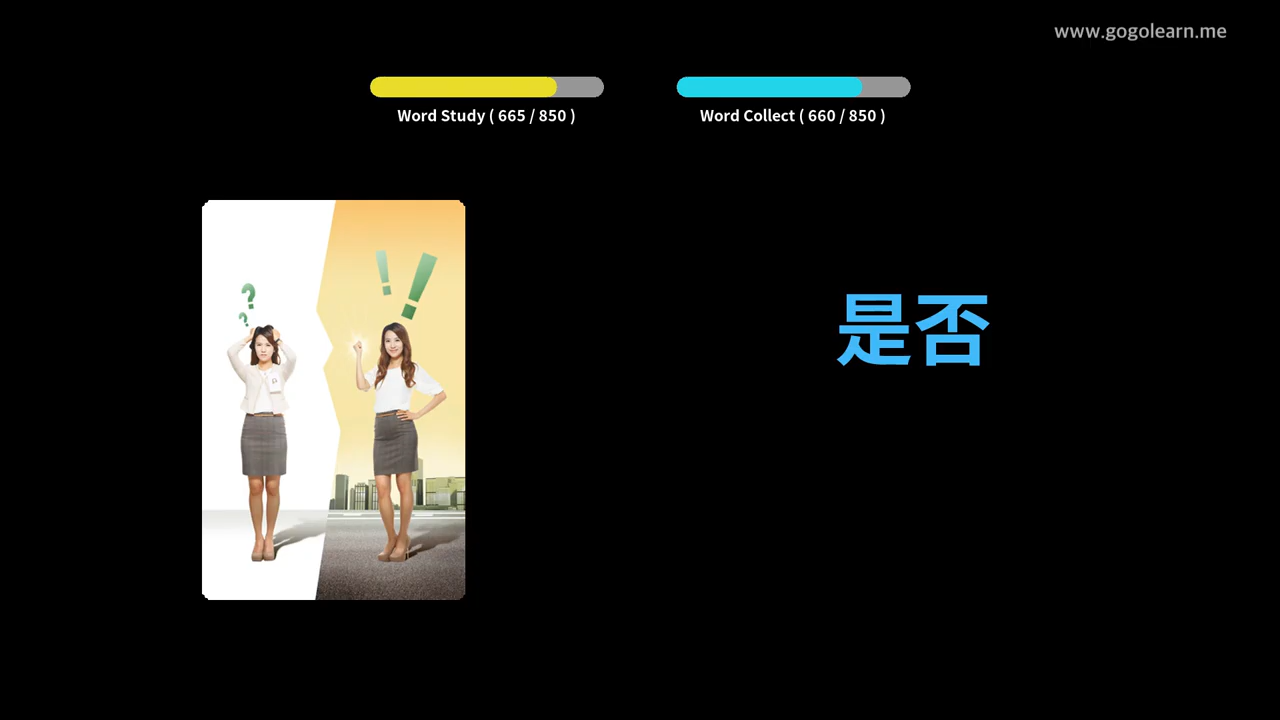 www.gogolearn.me
Word Study ( 665 / 850 )
Word Collect ( 660 / 850 )
? ?
! !
是否